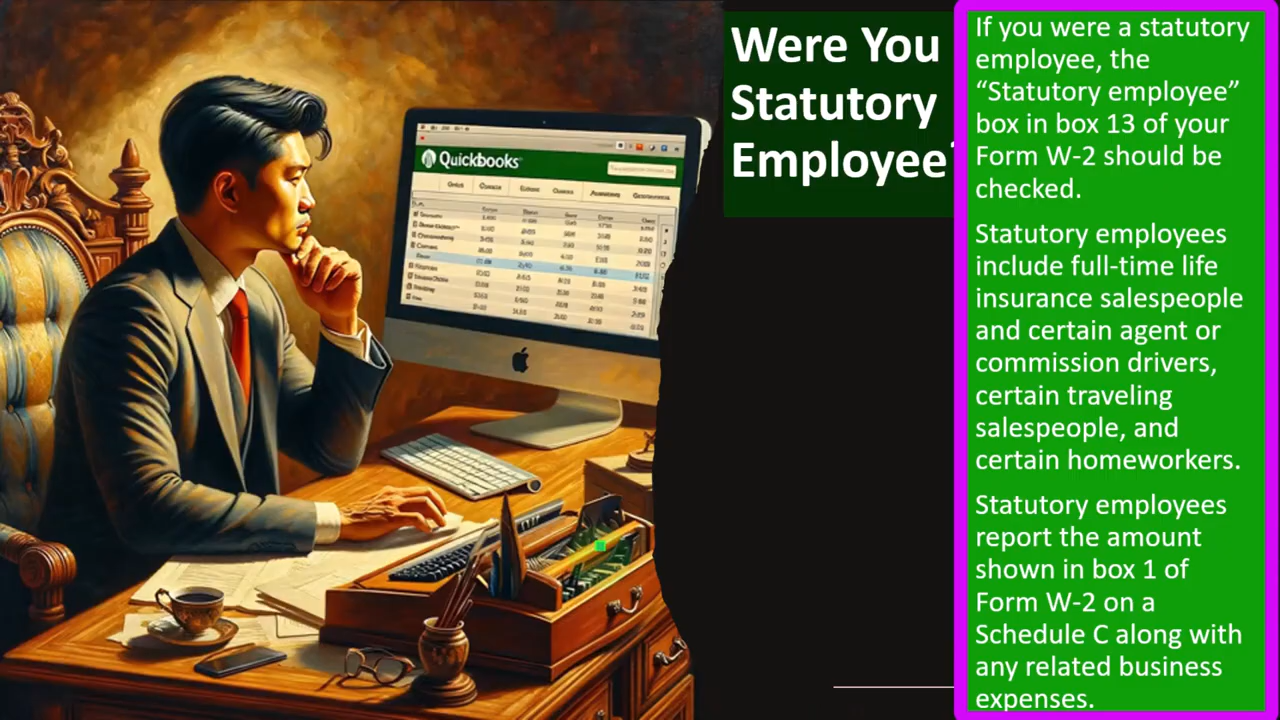 Were You
Statutory
Employee?
If you were a statutory
employee, the
“Statutory employee”
box in box 13 of your
Form W-2 should be
checked.
Statutory employees
include full-time life
insurance salespeople
and certain agent or
commission drivers,
certain traveling
salespeople, and
certain homeworkers.
Statutory employees
report the amount
shown in box 1 of
Form W-2 on a
Schedule C along with
any related business
expenses.
Quickbooks